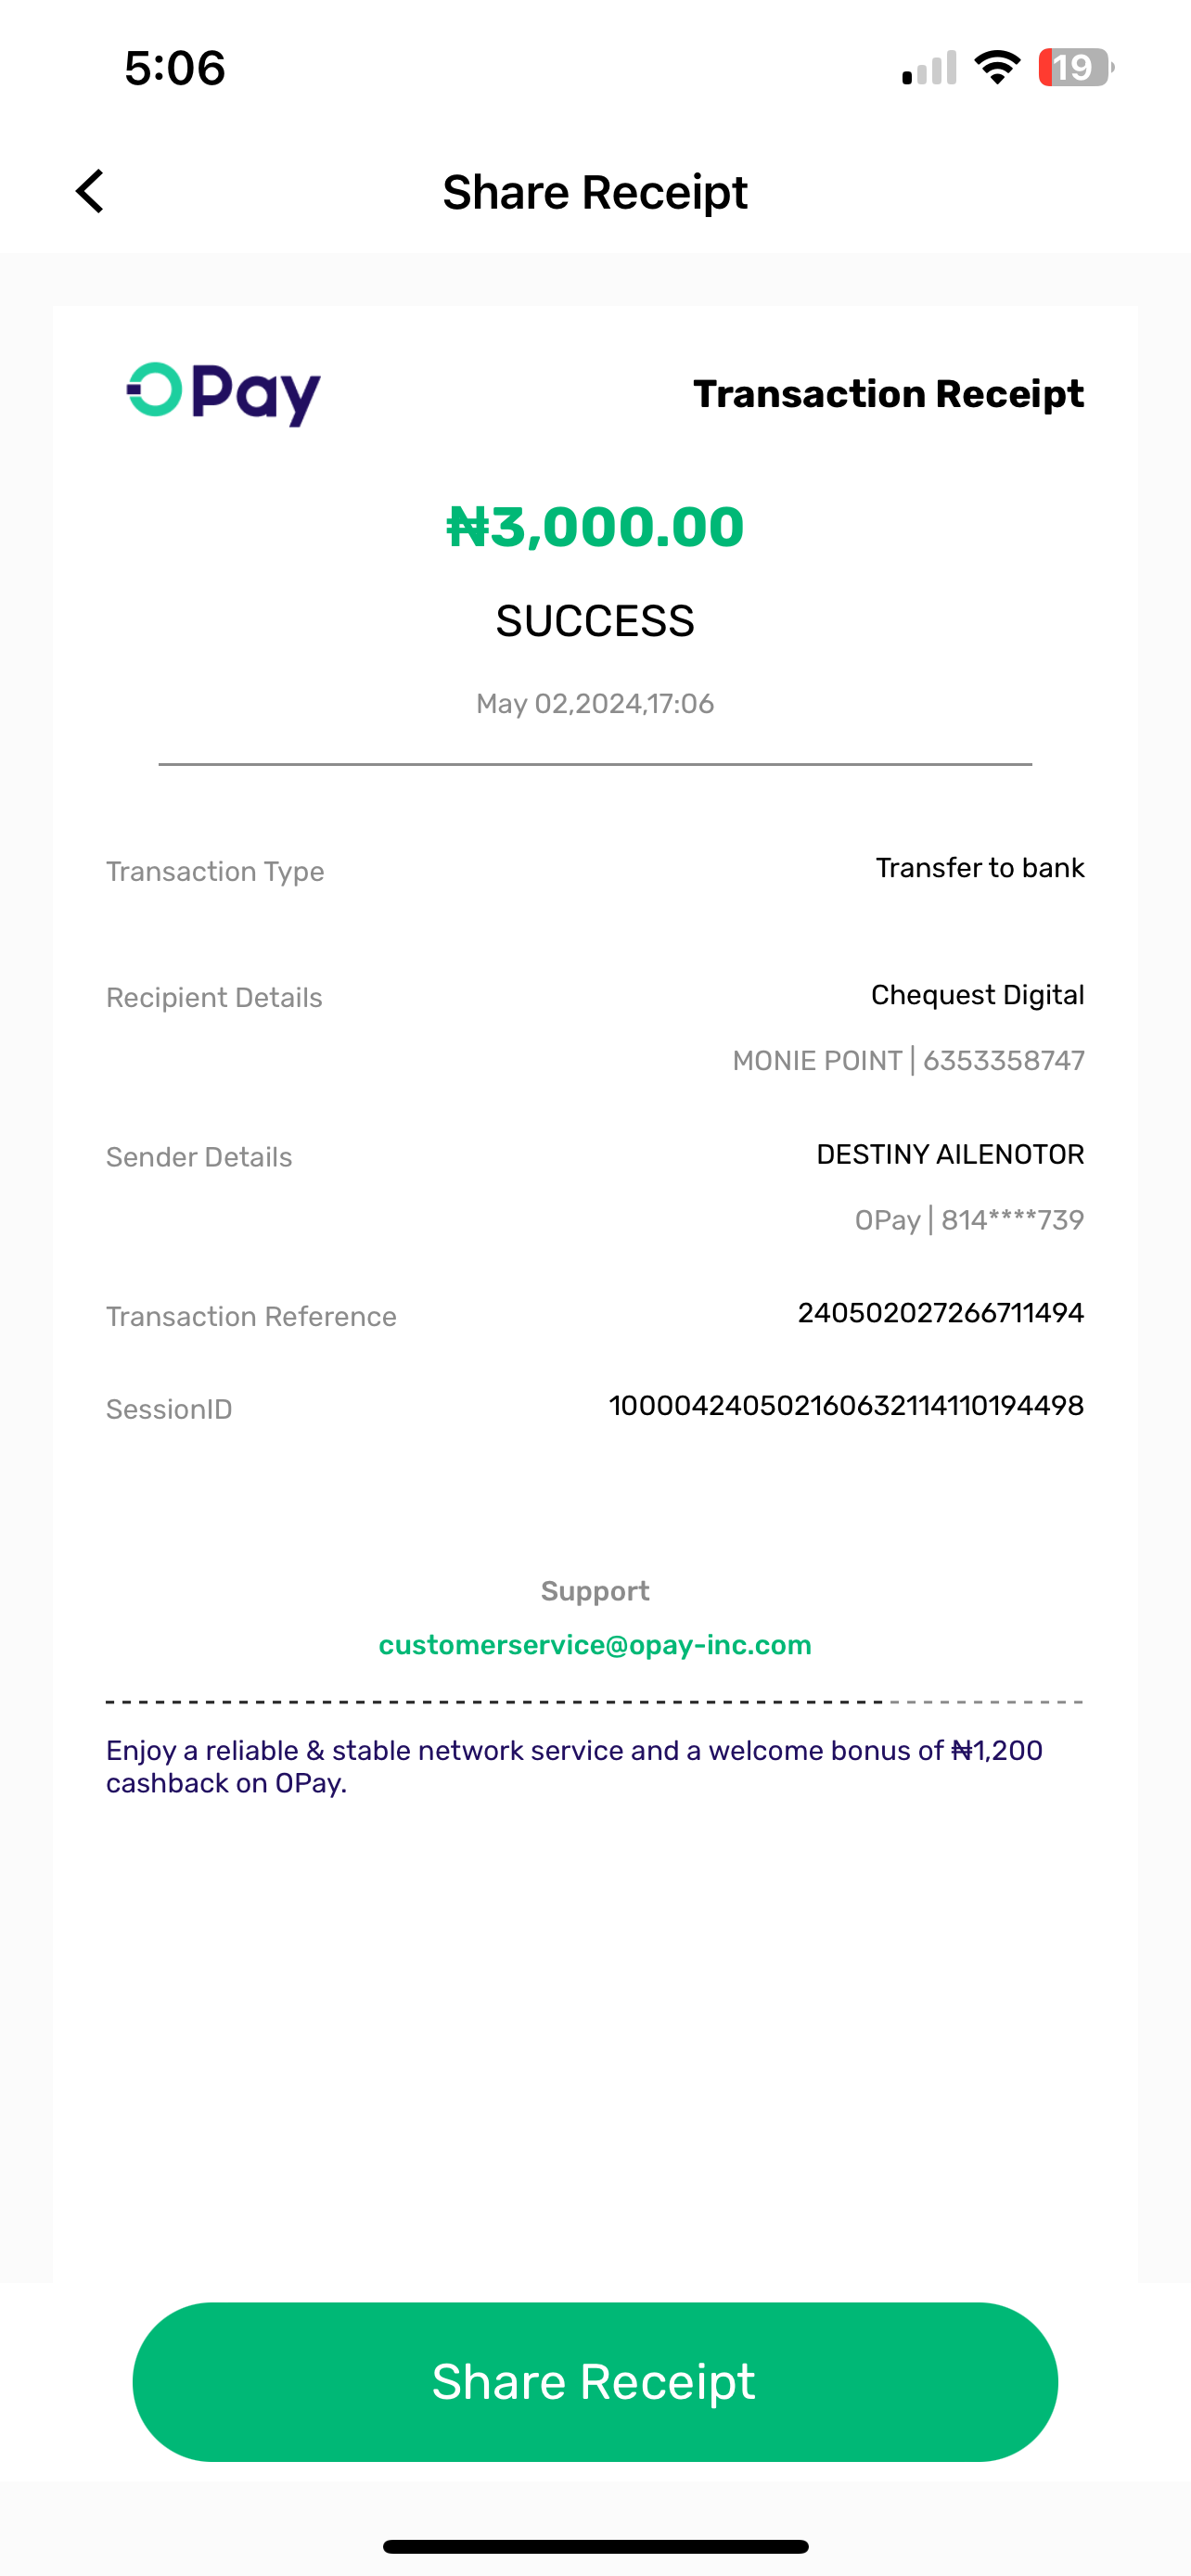 5:06
19
Share Receipt
OPay
Transaction Receipt
₦3,000.00
SUCCESS
May 02,2024,17:06
Transaction Type
Transfer to bank
Recipient Details
Chequest Digital
MONIE POINT | 6353358747
Sender Details
DESTINY AILENOTOR
OPay | 814****739
Transaction Reference
240502027266711494
SessionID
100004240502160632114110194498
Support
customerservice@opay-inc.com
Enjoy a reliable & stable network service and a welcome bonus of ₦1,200
cashback on OPay.
Share Receipt